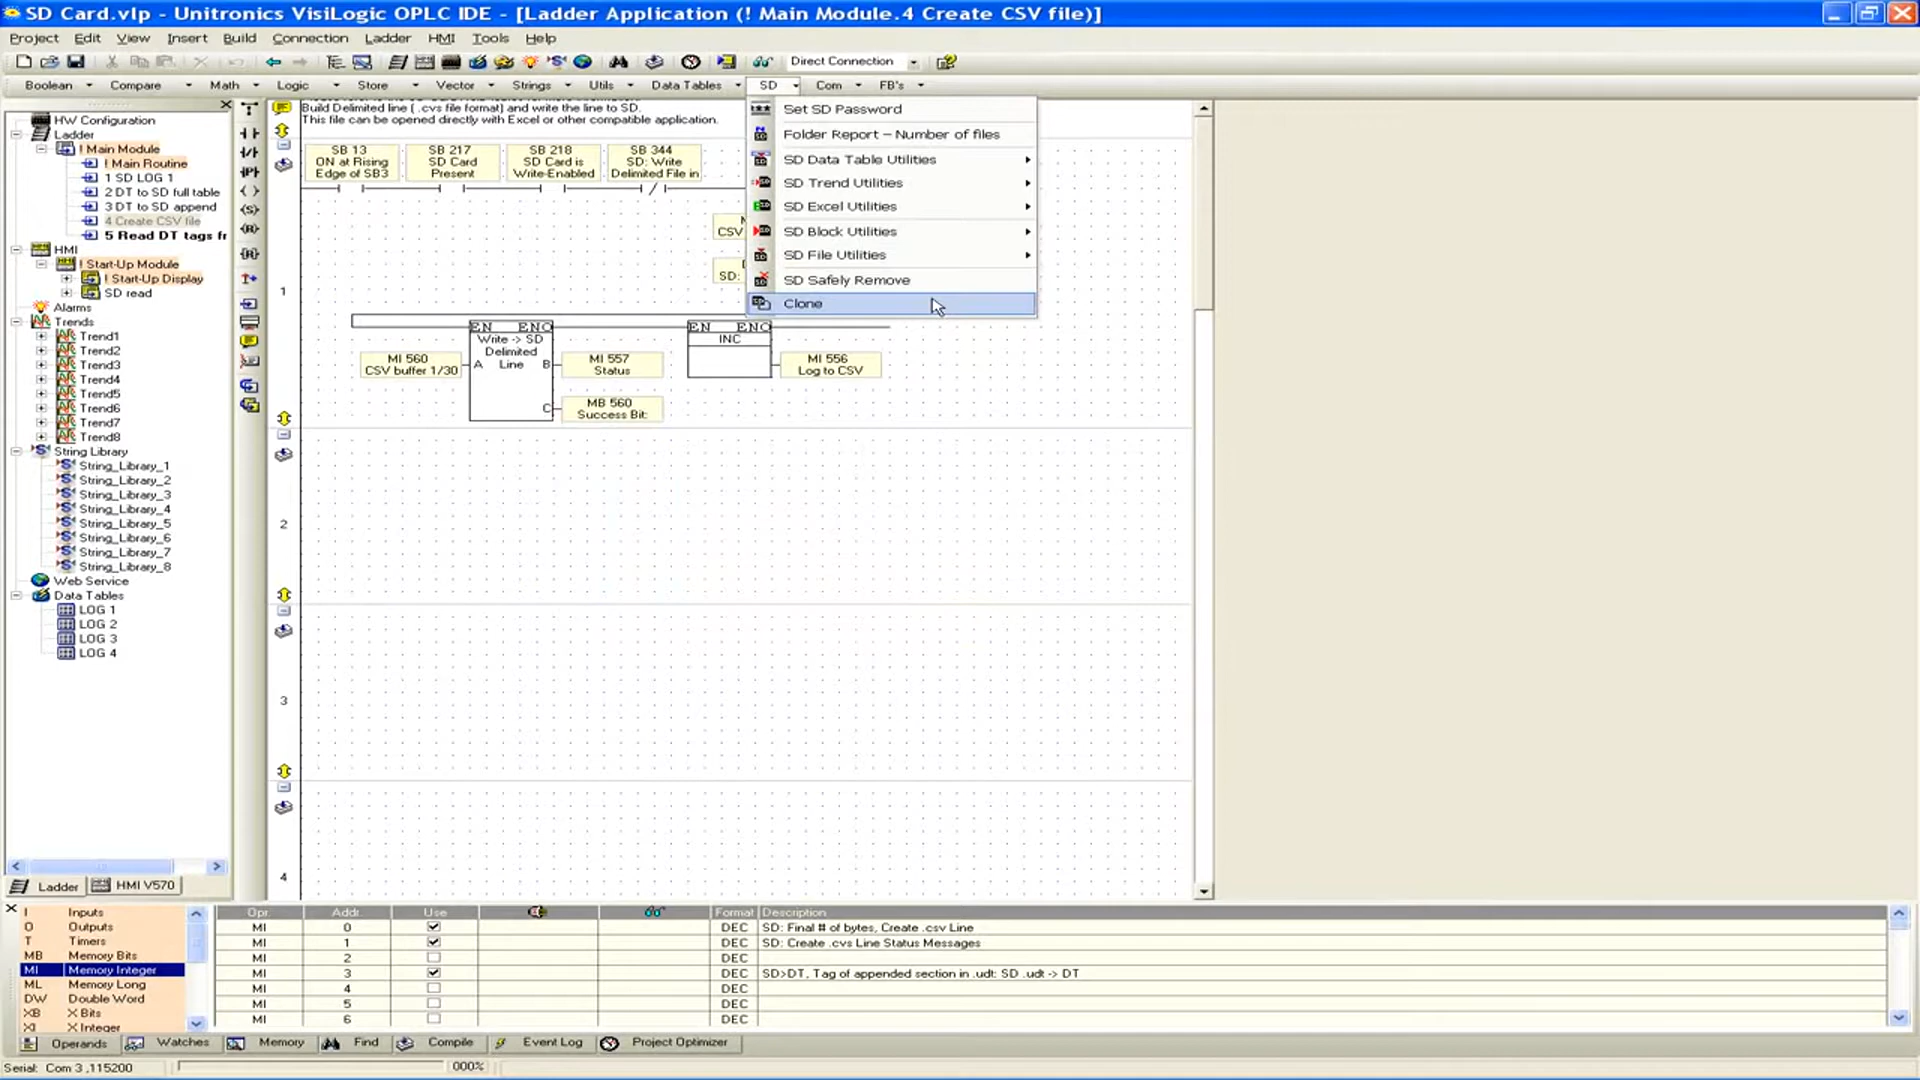 SD Card.vlp - Unitronics VisiLogic OPLC IDE - [Ladder Application (! Main Module.4 Create CSV file)]
Project Edit View Insert Build Connection Ladder HMI Tools Help
Direct Connection
Boolean Compare Math Logic Store Vector Strings Utils Data Tables SD Com FB's
HW Configuration
Ladder
! Main Module
! Main Routine
1 SD LOG 1
2 DT to SD full table
3 DT to SD append
4 Create CSV file
5 Read DT tags fr
HMI
! Start-Up Module
! Start-Up Display
SD read
Alarms
Trends
Trend1
Trend2
Trend3
Trend4
Trend5
Trend6
Trend7
Trend8
String Library
String_Library_1
String_Library_2
String_Library_3
String_Library_4
String_Library_5
String_Library_6
String_Library_7
String_Library_8
Web Service
Data Tables
LOG 1
LOG 2
LOG 3
LOG 4
Ladder HMI V570
Build Delimited line (.cvs file format) and write the line to SD.
This file can be opened directly with Excel or other compatible application.
SB 13
ON at Rising
Edge of SB3
SB 217
SD Card
Present
SB 218
SD Card is
Write-Enabled
SB 344
SD: Write
Delimited File in
CSV
SD:
Set SD Password
Folder Report – Number of files
SD Data Table Utilities
SD Trend Utilities
SD Excel Utilities
SD Block Utilities
SD File Utilities
SD Safely Remove
Clone
1
EN ENO
Write -> SD
Delimited
A Line B
C
MI 560
CSV buffer 1/30
MI 557
Status
MB 560
Success Bit:
EN ENO
INC
MI 556
Log to CSV
2
3
4
I Inputs
O Outputs
T Timers
MB Memory Bits
MI Memory Integer
ML Memory Long
DW Double Word
XB X Bits
XI X Integer
Opr. Addr. Use Format Description
MI 0 DEC SD: Final # of bytes, Create .csv Line
MI 1 DEC SD: Create .cvs Line Status Messages
MI 2 DEC
MI 3 DEC SD>DT, Tag of appended section in .udt: SD .udt -> DT
MI 4 DEC
MI 5 DEC
MI 6 DEC
Operands Watches Memory Find Compile Event Log Project Optimizer
Serial: Com 3 ,115200 000%